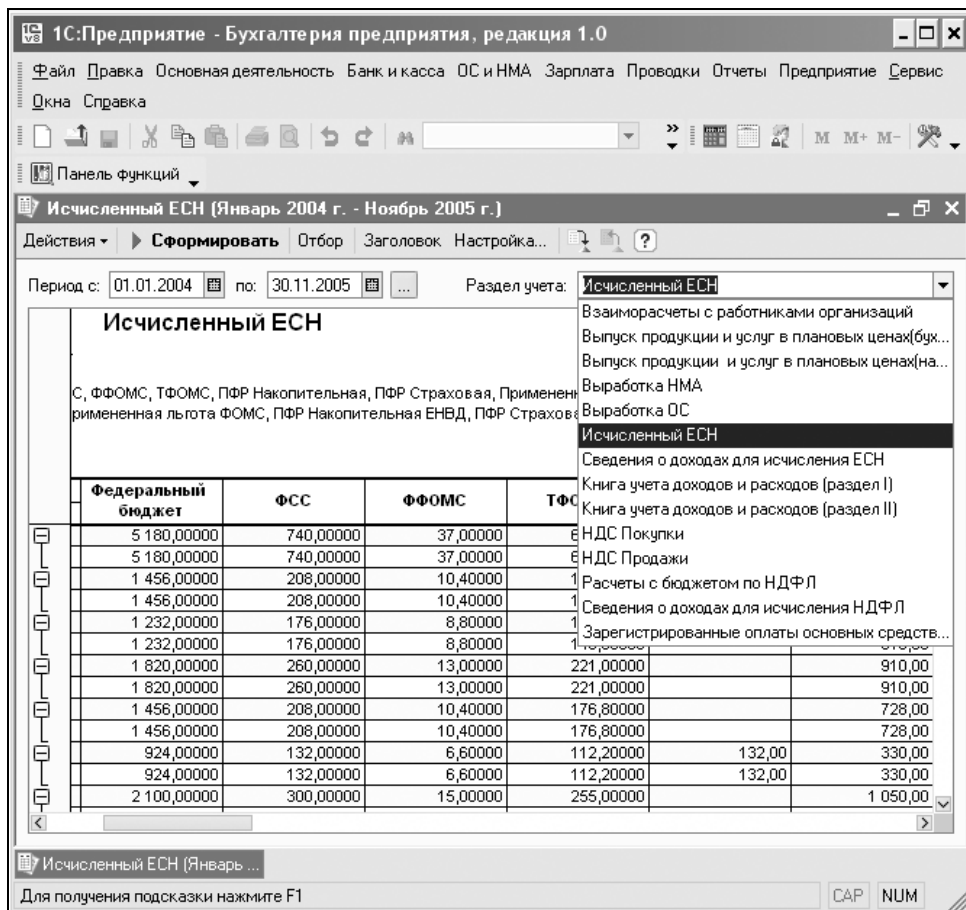 1С:Предприятие - Бухгалтерия предприятия, редакция 1.0
Файл Правка Основная деятельность Банк и касса ОС и НМА Зарплата Проводки Отчеты Предприятие Сервис
Окна Справка
M M+ M-
Панель функций
Исчисленный ЕСН (Январь 2004 г. - Ноябрь 2005 г.)
Действия Сформировать Отбор Заголовок Настройка... ?
Период с: 01.01.2004 по: 30.11.2005 ... Раздел учета: Исчисленный ЕСН
Взаиморасчеты с работниками организаций
Выпуск продукции и услуг в плановых ценах(бух...
Выпуск продукции и услуг в плановых ценах(на...
Выработка НМА
Выработка ОС
Исчисленный ЕСН
Сведения о доходах для исчисления ЕСН
Книга учета доходов и расходов (раздел I)
Книга учета доходов и расходов (раздел II)
НДС Покупки
НДС Продажи
Расчеты с бюджетом по НДФЛ
Сведения о доходах для исчисления НДФЛ
Зарегистрированные оплаты основных средств...
Исчисленный ЕСН
С, ФФОМС, ТФОМС, ПФР Накопительная, ПФР Страховая, Применен
рименная льгота ФОМС, ПФР Накопительная ЕНВД, ПФР Страхова
Федеральный бюджет ФСС ФФОМС ТФО
5 180,00000 740,00000 37,00000
5 180,00000 740,00000 37,00000
1 456,00000 208,00000 10,40000
1 456,00000 208,00000 10,40000
1 232,00000 176,00000 8,80000
1 232,00000 176,00000 8,80000
1 820,00000 260,00000 13,00000 221,00000 910,00
1 820,00000 260,00000 13,00000 221,00000 910,00
1 456,00000 208,00000 10,40000 176,80000 728,00
1 456,00000 208,00000 10,40000 176,80000 728,00
924,00000 132,00000 6,60000 112,20000 132,00 330,00
924,00000 132,00000 6,60000 112,20000 132,00 330,00
2 100,00000 300,00000 15,00000 255,00000 1 050,00
Исчисленный ЕСН (Январь ...
Для получения подсказки нажмите F1 CAP NUM